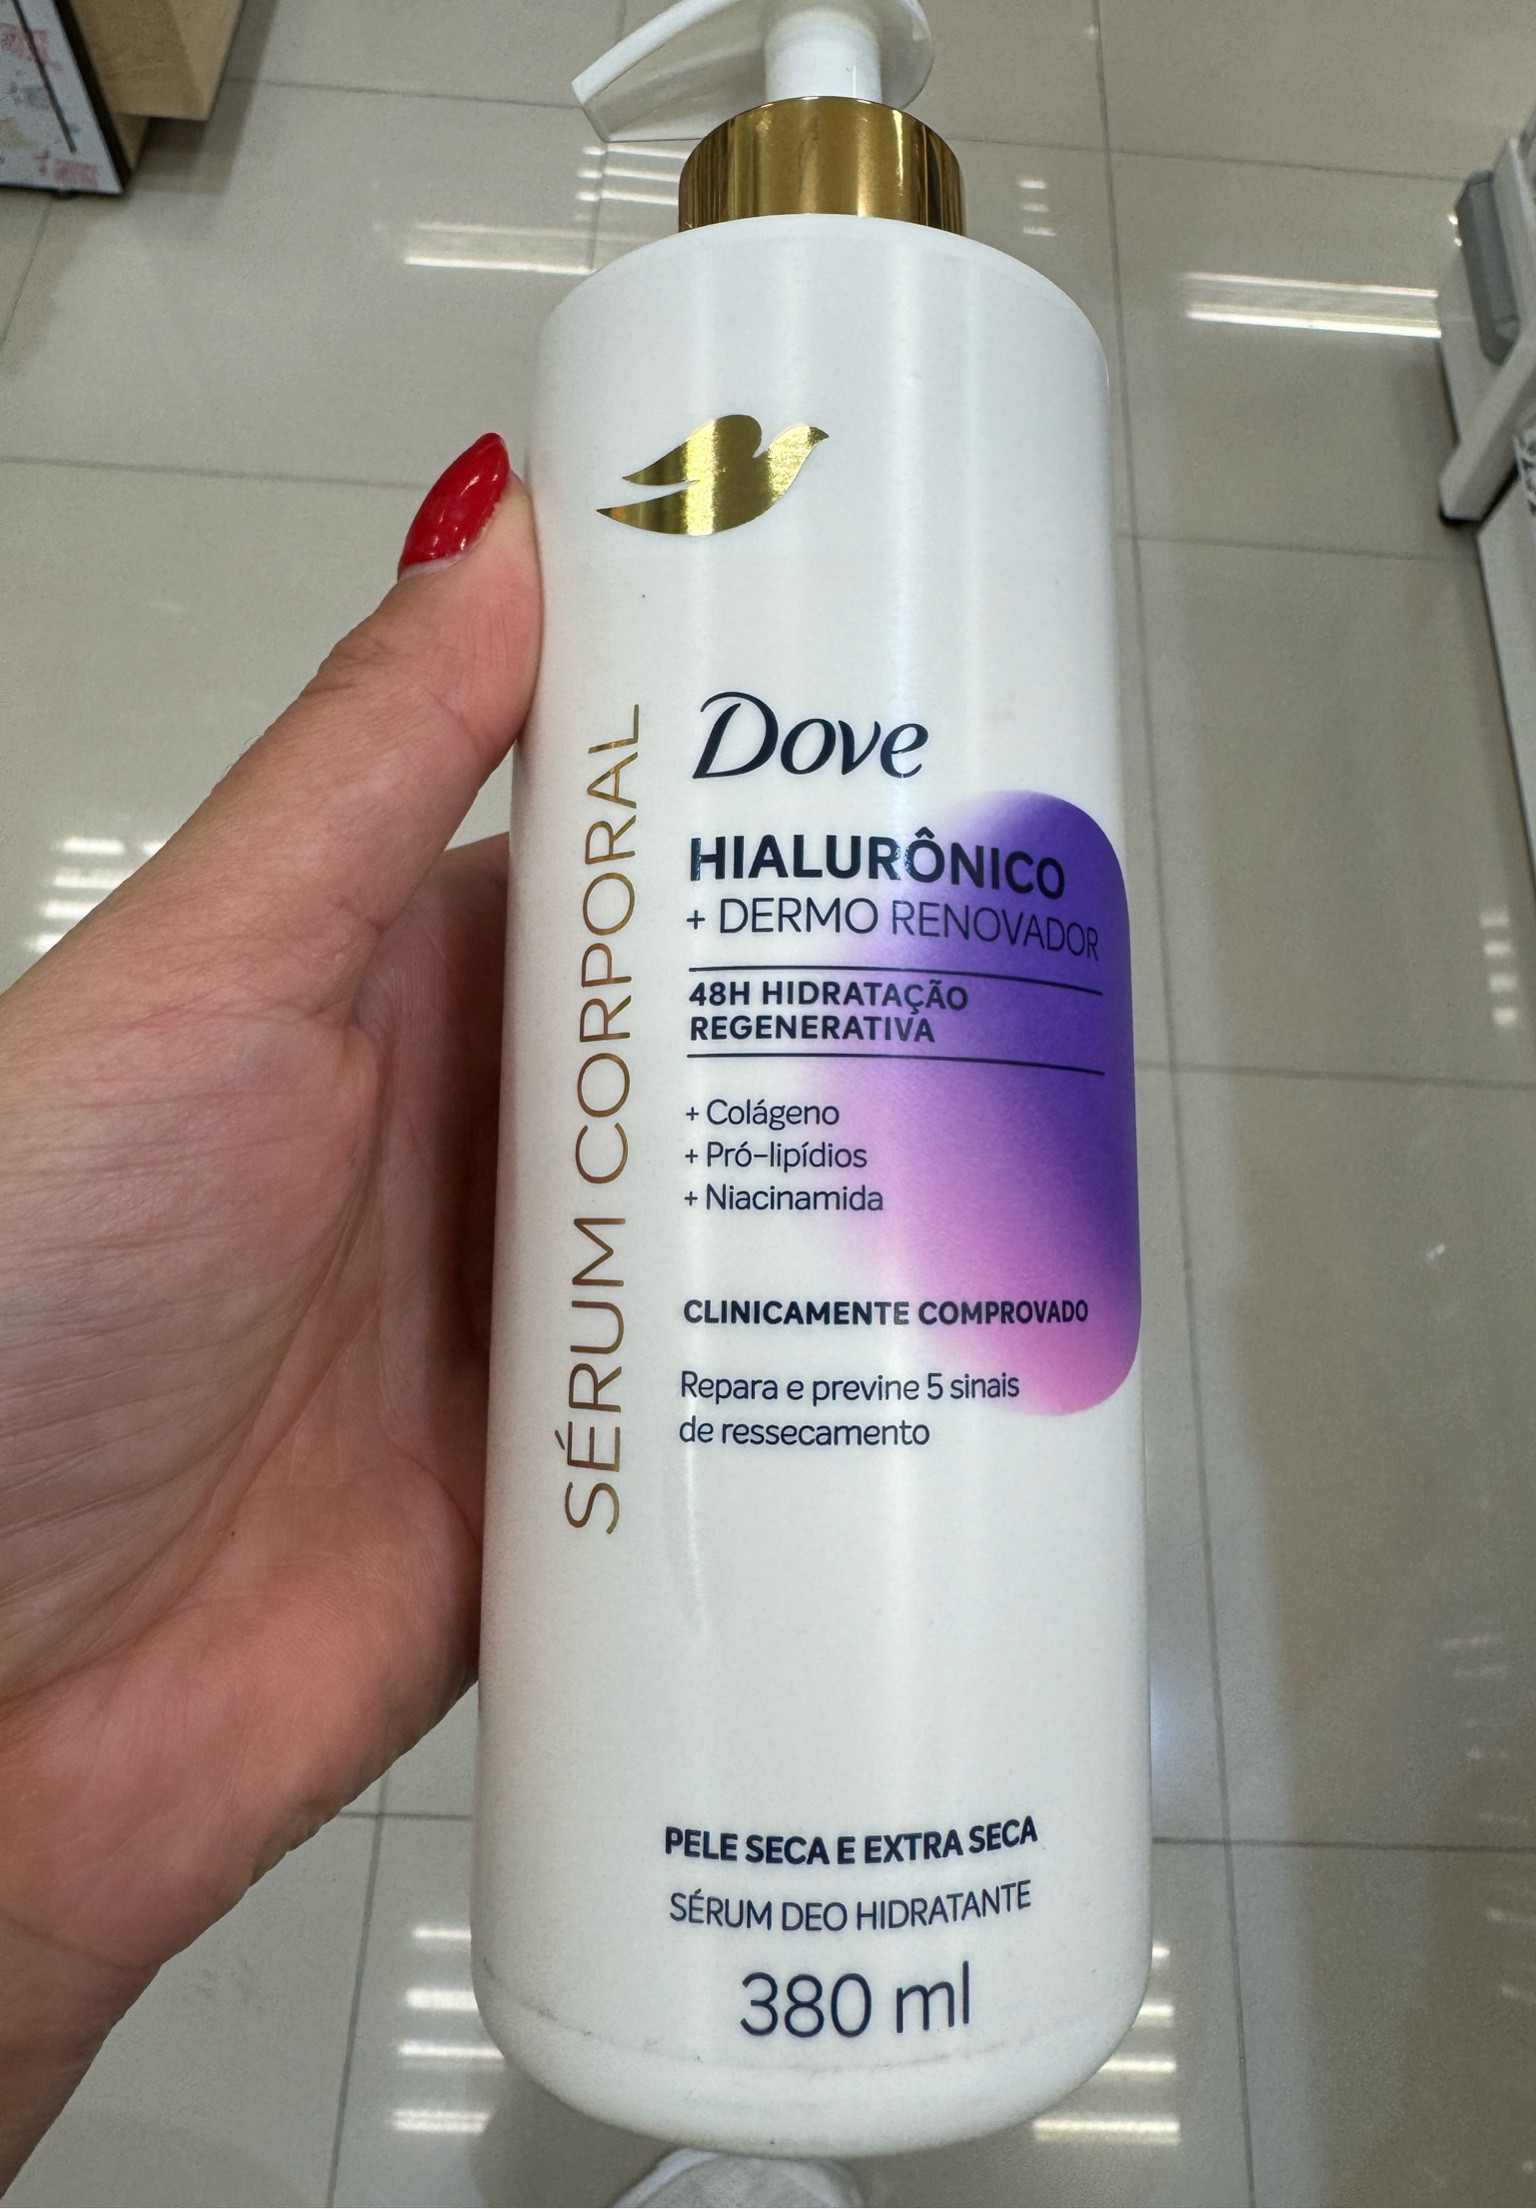 Dove
HIALURÔNICO
+ DERMO RENOVADOR
48H HIDRATAÇÃO
REGENERATIVA
+ Colágeno
+ Pró-lipídios
+ Niacinamida
CLINICAMENTE COMPROVADO
Repara e previne 5 sinais
de ressecamento
SÉRUM CORPORAL
PELE SECA E EXTRA SECA
SÉRUM DEO HIDRATANTE
380 ml